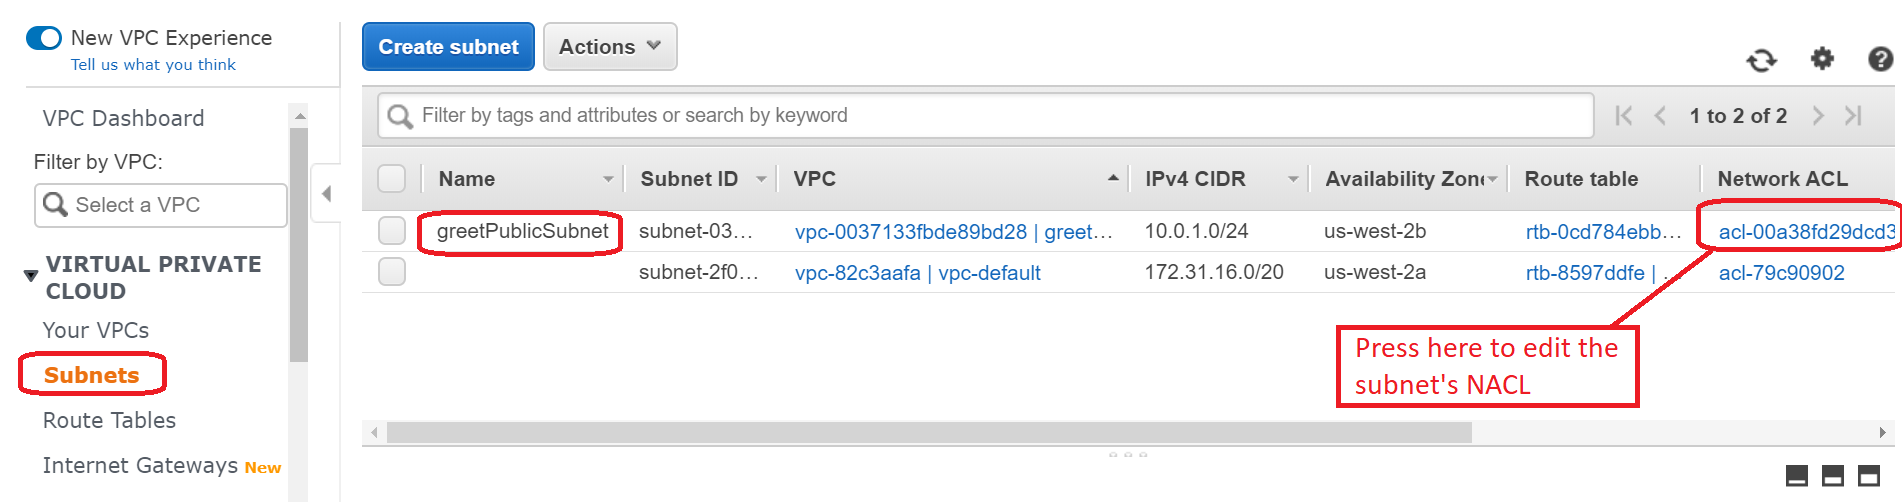 New VPC Experience
Tell us what you think
VPC Dashboard
Filter by VPC:
Select a VPC
VIRTUAL PRIVATE
CLOUD
Your VPCs
Subnets
Route Tables
Internet Gateways New
Create subnet Actions
Filter by tags and attributes or search by keyword 1 to 2 of 2
Name Subnet ID VPC IPv4 CIDR Availability Zon Route table Network ACL
greetPublicSubnet subnet-03... vpc-0037133fbde89bd28 | greet... 10.0.1.0/24 us-west-2b rtb-0cd784ebb... acl-00a38fd29dcd3
subnet-2f0... vpc-82c3aafa | vpc-default 172.31.16.0/20 us-west-2a rtb-8597ddfe | ... acl-79c90902
Press here to edit the
subnet's NACL